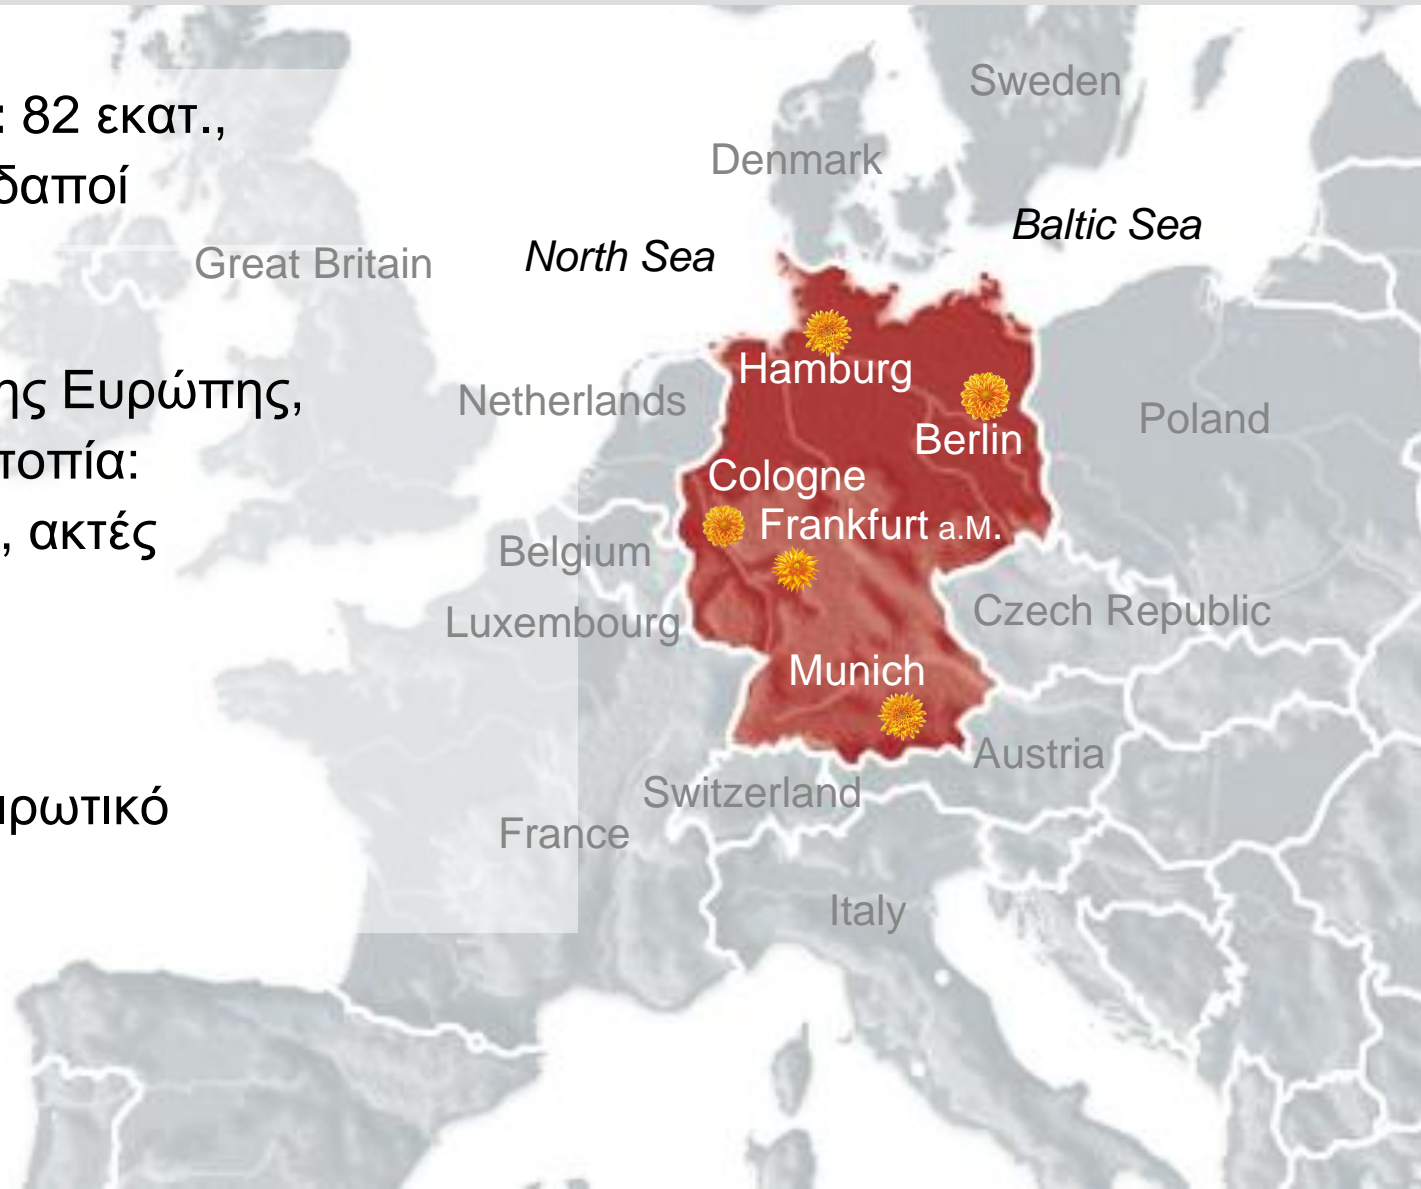 : 82 εκατ.,
δαποί
ης Ευρώπης,
τοπία:
, ακτές
ιρωτικό
Sweden
Denmark
Baltic Sea
North Sea
Great Britain
Hamburg
Netherlands
Berlin
Poland
Cologne
Frankfurt a.M.
Belgium
Czech Republic
Luxembourg
Munich
Austria
Switzerland
France
Italy